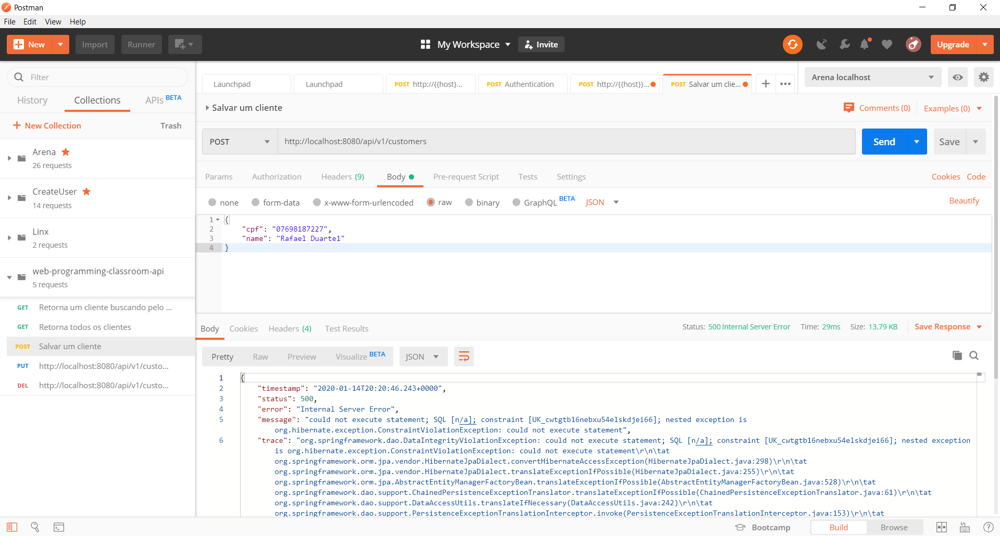 Postman
File Edit View Help
New Import Runner My Workspace Invite Upgrade
Filter
History Collections APIs BETA
New Collection Trash
Arena
26 requests
CreateUser
14 requests
Linx
2 requests
web-programming-classroom-api
5 requests
GET Retorna um cliente buscando pelo ...
GET Retorna todos os clientes
POST Salvar um cliente
PUT http://localhost:8080/api/v1/custo...
DEL http://localhost:8080/api/v1/custo...
Launchpad Launchpad POST http://{{host}... POST Authentication POST http://{{host}}... POST Salvar um clie... Arena localhost
Salvar um cliente Comments (0) Examples (0)
POST http://localhost:8080/api/v1/customers Send Save
Params Authorization Headers (9) Body Pre-request Script Tests Settings Cookies Code
none form-data x-www-form-urlencoded raw binary GraphQL BETA JSON Beautify
1 {
2 "cpf": "07698187227",
3 "name": "Rafael Duarte1"
4 }
Body Cookies Headers (4) Test Results Status: 500 Internal Server Error Time: 29ms Size: 13.79 KB Save Response
Pretty Raw Preview Visualize BETA JSON
1 {
2 "timestamp": "2020-01-14T20:20:46.243+0000",
3 "status": 500,
4 "error": "Internal Server Error",
5 "message": "could not execute statement; SQL [n/a]; constraint [UK_cwtgtb16nebxu54elskdjei66]; nested exception is
org.hibernate.exception.ConstraintViolationException: could not execute statement",
6 "trace": "org.springframework.dao.DataIntegrityViolationException: could not execute statement; SQL [n/a]; constraint [UK_cwtgtb16nebxu54elskdjei66]; nested exception
is org.hibernate.exception.ConstraintViolationException: could not execute statement\r\n\tat
org.springframework.orm.jpa.vendor.HibernateJpaDialect.convertHibernateAccessException(HibernateJpaDialect.java:298)\r\n\tat
org.springframework.orm.jpa.vendor.HibernateJpaDialect.translateExceptionIfPossible(HibernateJpaDialect.java:255)\r\n\tat
org.springframework.orm.jpa.AbstractEntityManagerFactoryBean.translateExceptionIfPossible(AbstractEntityManagerFactoryBean.java:528)\r\n\tat
org.springframework.dao.support.ChainedPersistenceExceptionTranslator.translateExceptionIfPossible(ChainedPersistenceExceptionTranslator.java:61)\r\n\tat
org.springframework.dao.support.DataAccessUtils.translateIfNecessary(DataAccessUtils.java:242)\r\n\tat
org.springframework.dao.support.PersistenceExceptionTranslationInterceptor.invoke(PersistenceExceptionTranslationInterceptor.java:153)\r\n\tat
Bootcamp Build Browse